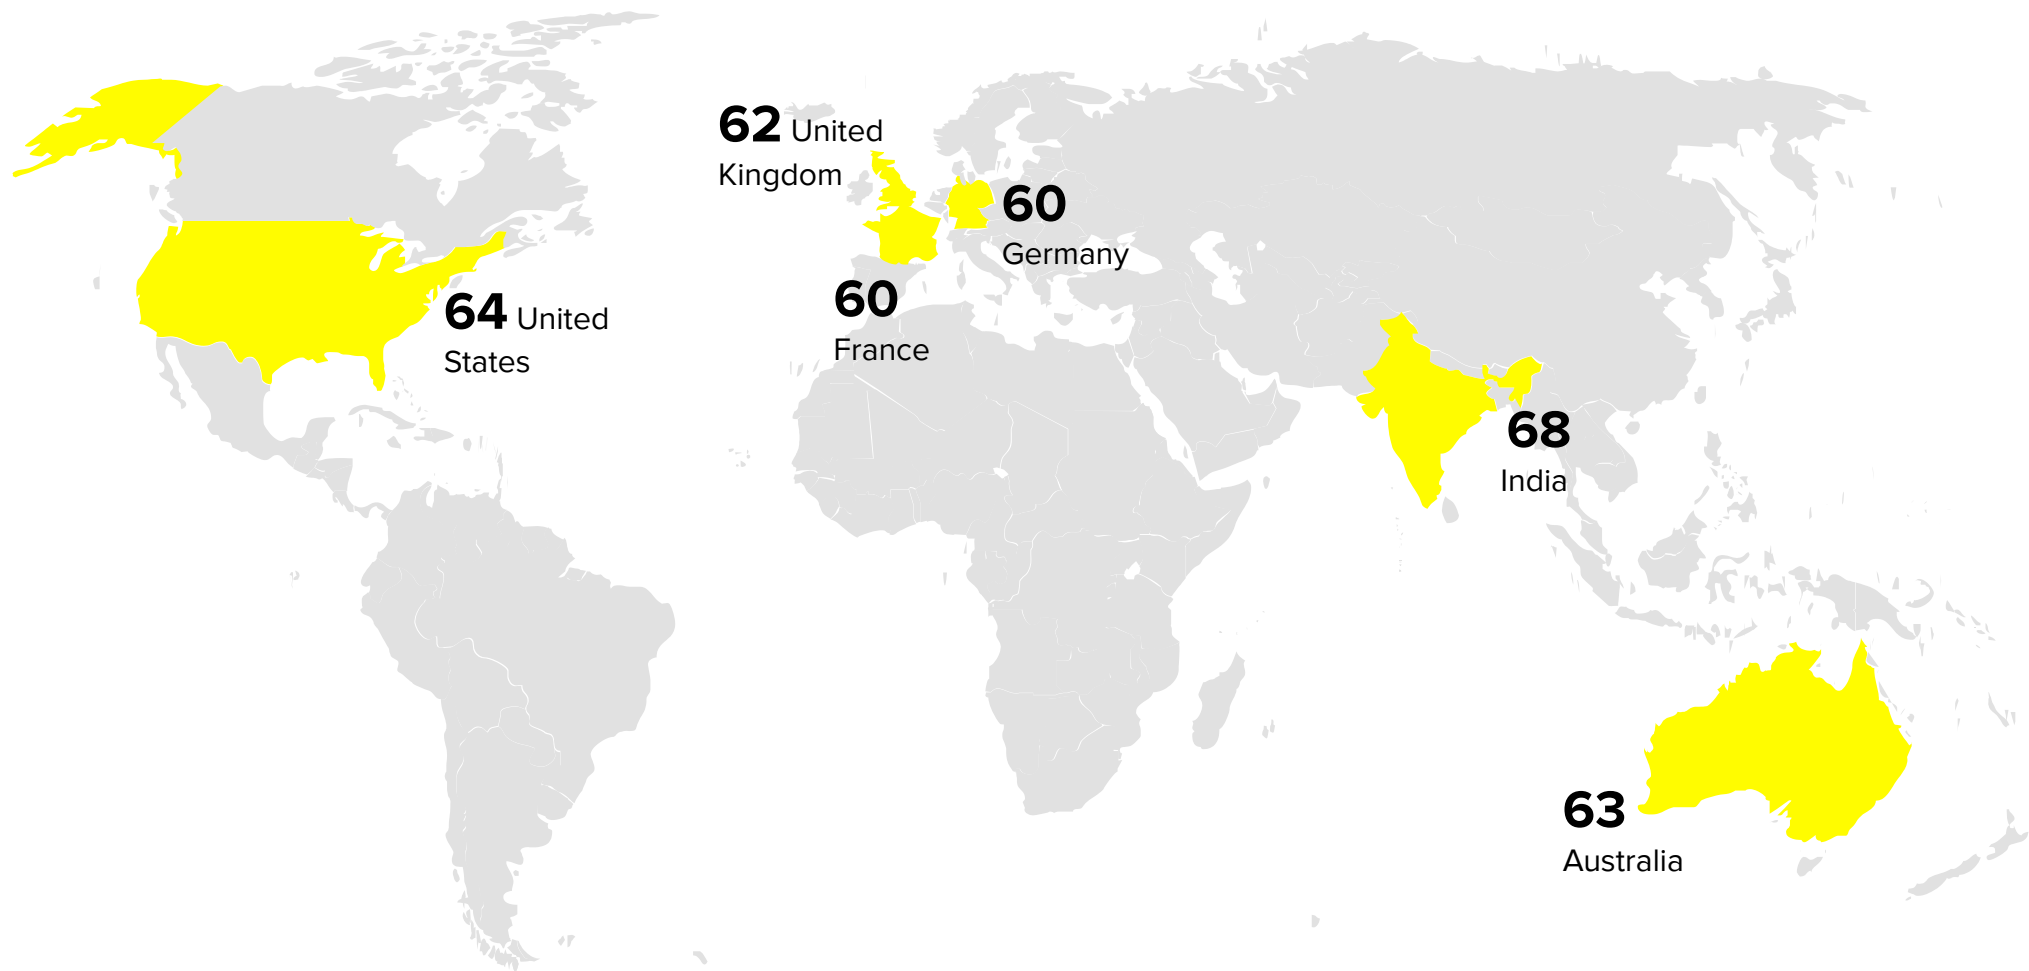 62 United
Kingdom
60
Germany
60
France
64 United
States
68
India
63
Australia